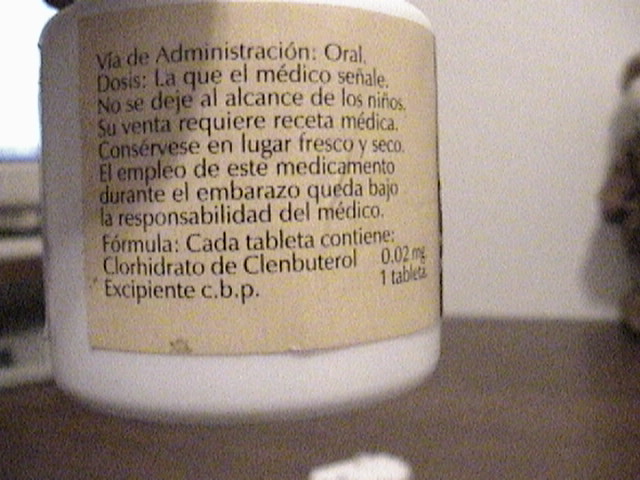 Vía de Administración: Oral.
Dosis: La que el médico señale.
No se deje al alcance de los niños.
Su venta requiere receta médica.
Consérvese en lugar fresco y seco.
El empleo de este medicamento
durante el embarazo queda bajo
la responsabilidad del médico.
Fórmula: Cada tableta contiene:
Clorhidrato de Clenbuterol 0.02 mg
Excipiente c.b.p. 1 tableta